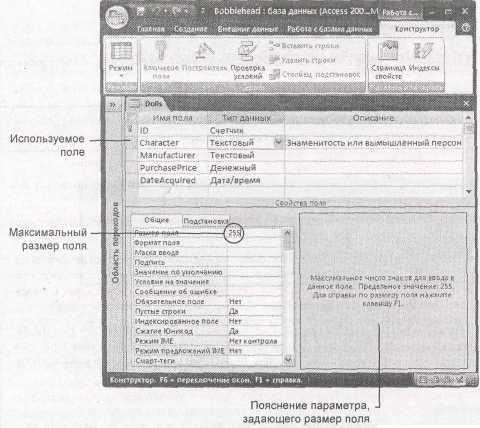 Bobblehead : база данных (Access 200...M
Работа с...
Главная Создание Внешние данные Работа с базами данных Конструктор
Режим
Ключевое поле
Построитель
Проверка условий
Вставить строки
Удалить строки
Столбец подстановок
Страница свойств
Индексы
Dolls
Имя поля Тип данных Описание
ID Счетчик
Используемое поле
Character Текстовый Знаменитость или вымышленный персон
Manufacturer Текстовый
PurchasePrice Денежный
DateAcquired Дата/время
Свойства поля
Область переходов
Общие Подстановка
Максимальный размер поля
Размер поля 255
Формат поля
Маска ввода
Подпись
Значение по умолчанию
Условие на значение
Сообщение об ошибке
Обязательное поле Нет
Пустые строки Да
Индексированное поле Нет
Сжатие Юникод Да
Режим IME Нет контроля
Режим предложений IME Нет
Смарт-теги
Максимальное число знаков для ввода в
данное поле. Предельное значение: 255.
Для справки по размеру поля нажмите
клавишу F1.
Конструктор. F6 = переключение окон. F1 = справка.
Пояснение параметра,
задающего размер поля